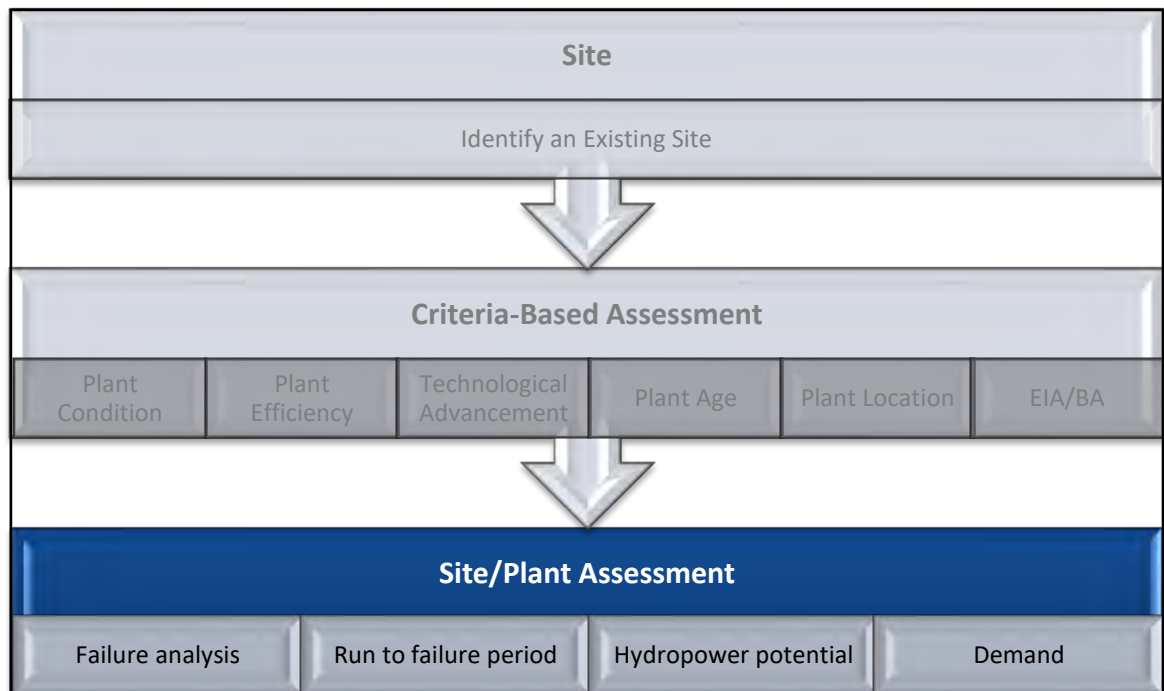 Site
Identify an Existing Site
Criteria-Based Assessment
Plant
Condition
Plant
Efficiency
Technological
Advancement
Plant Age
Plant Location
EIA/BA
Site/Plant Assessment
Failure analysis
Run to failure period
Hydropower potential
Demand